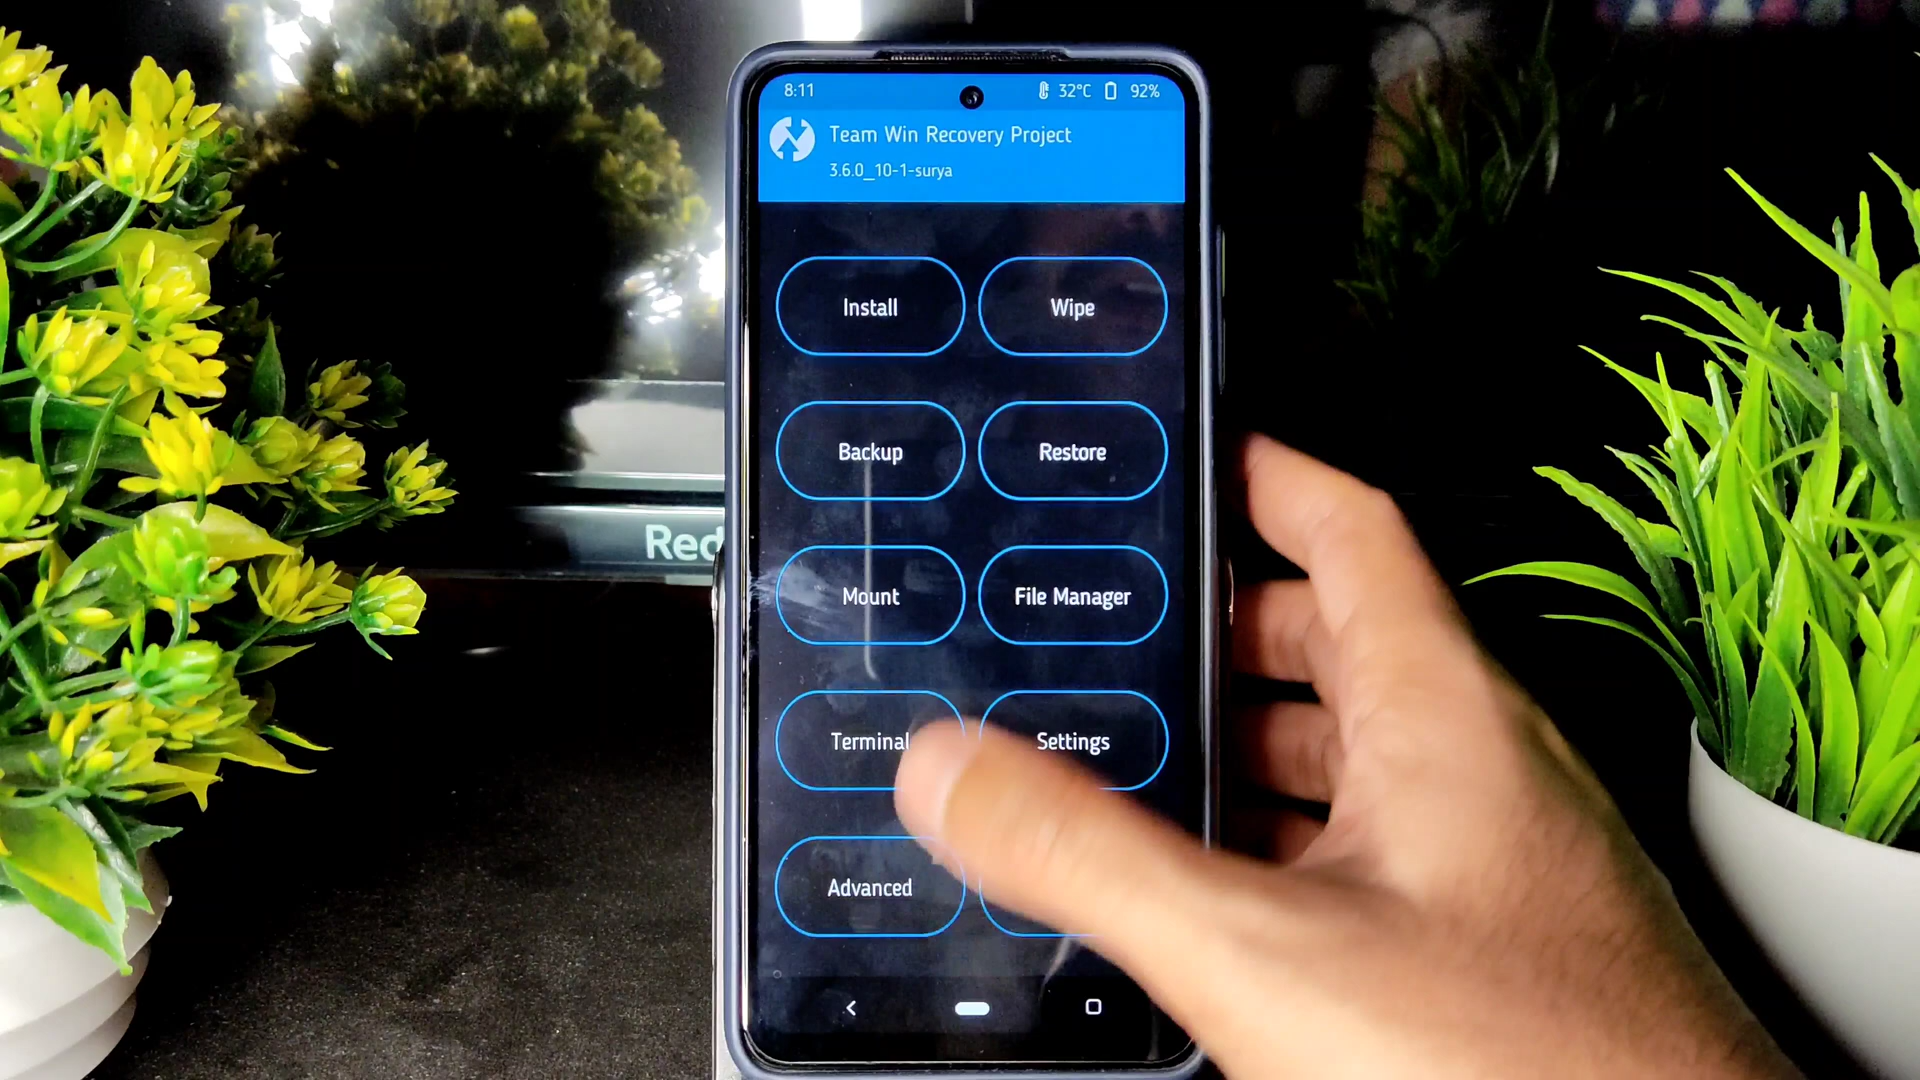 8:11 32°C 92%
Team Win Recovery Project
3.6.0_10-1-surya
Install Wipe
Backup Restore
Red
Mount File Manager
Terminal Settings
Advanced